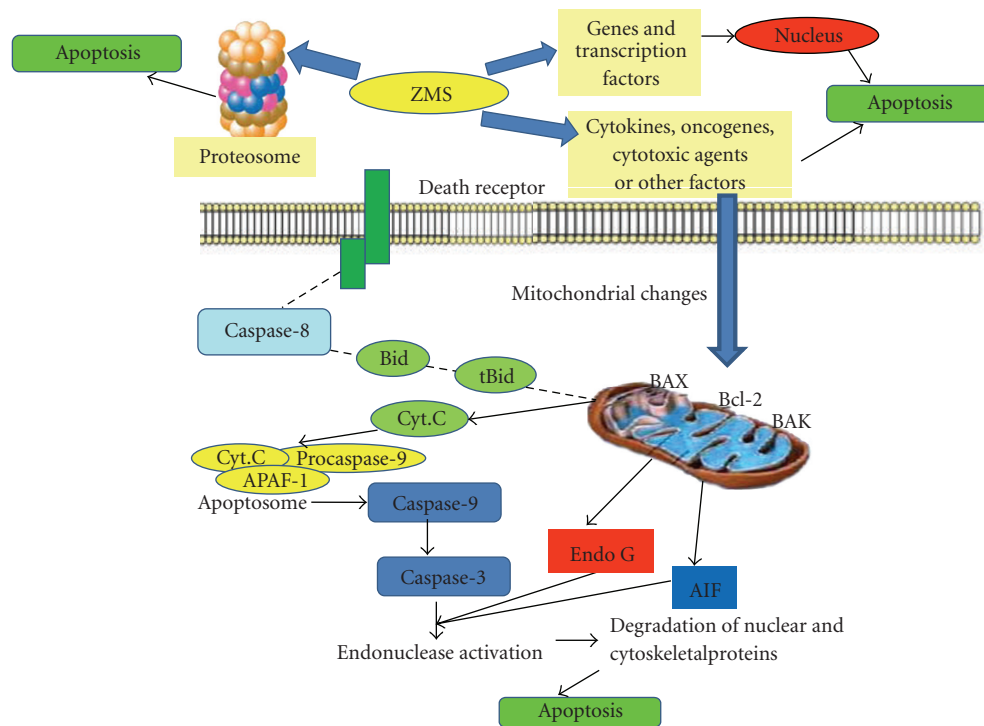 Apoptosis
ZMS
Genes and
transcription
factors
Nucleus
Apoptosis
Proteosome
Cytokines, oncogenes,
cytotoxic agents
or other factors
Death receptor
Mitochondrial changes
Caspase-8
Bid
tBid
BAX
Bcl-2
BAK
Cyt.C
Cyt.C
Procaspase-9
APAF-1
Apoptosome
Caspase-9
Endo G
Caspase-3
AIF
Endonuclease activation
Degradation of nuclear and
cytoskeletalproteins
Apoptosis